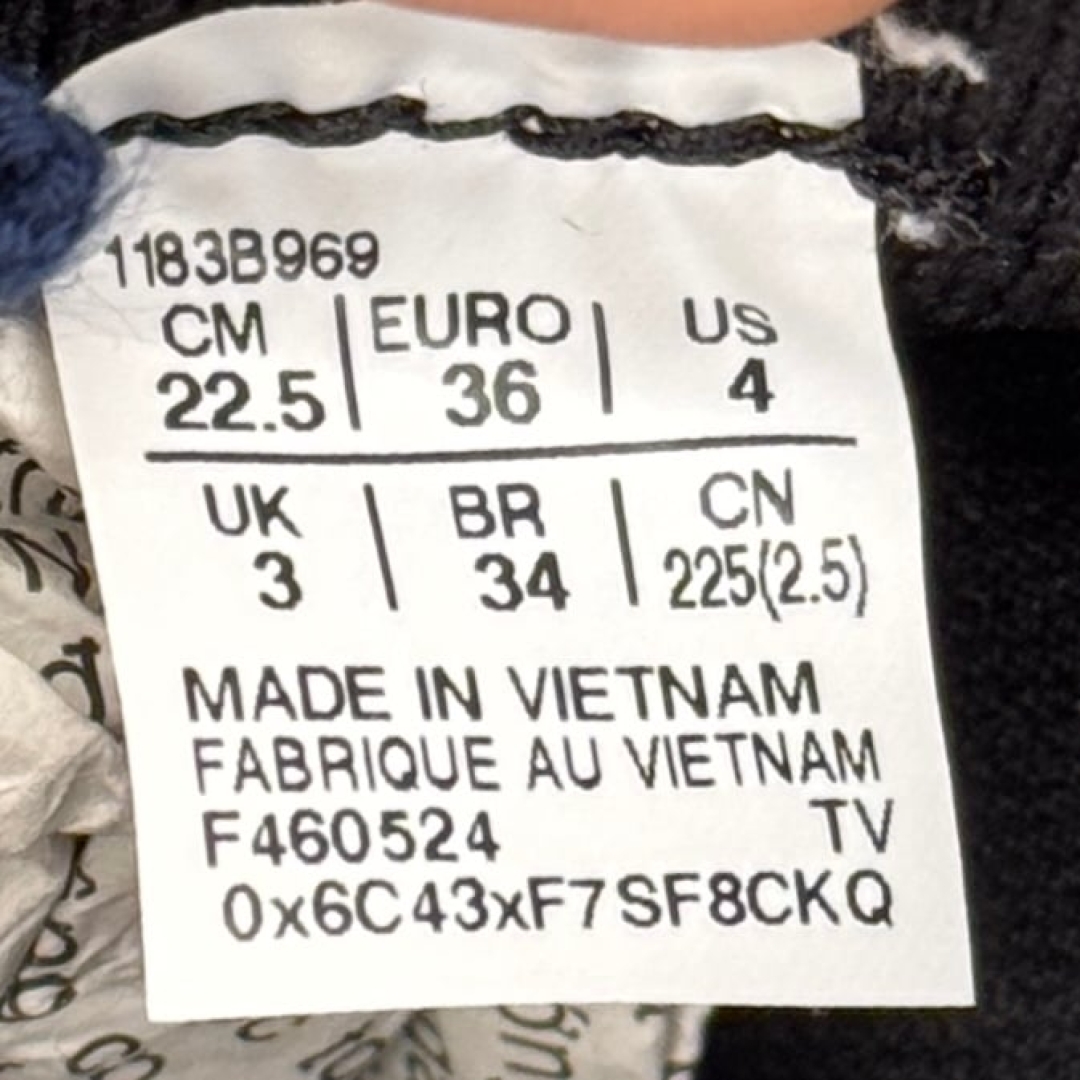 1183B969
CM | EURO | US
22.5 | 36 | 4
UK | BR | CN
3 | 34 | 225(2.5)
MADE IN VIETNAM
FABRIQUE AU VIETNAM
F460524 TV
0x6C43xF7SF8CKQ